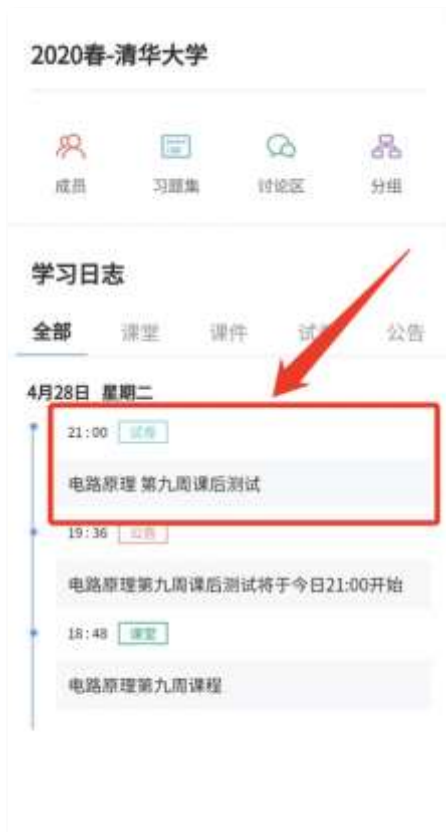 2020春-清华大学
成员 习题集 讨论区 分组
学习日志
全部 课堂 课件 试卷 公告
4月28日 星期二
21:00 试卷
电路原理 第九周课后测试
19:36 公告
电路原理第九周课后测试将于今日21:00开始
18:48 课堂
电路原理第九周课程